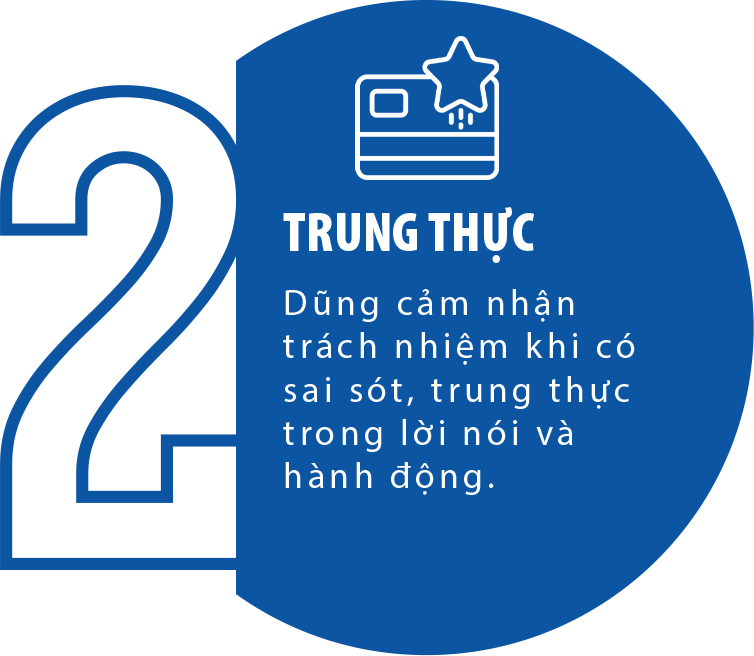 2
TRUNG THỰC
Dũng cảm nhận
trách nhiệm khi có
sai sót, trung thực
trong lời nói và
hành động.